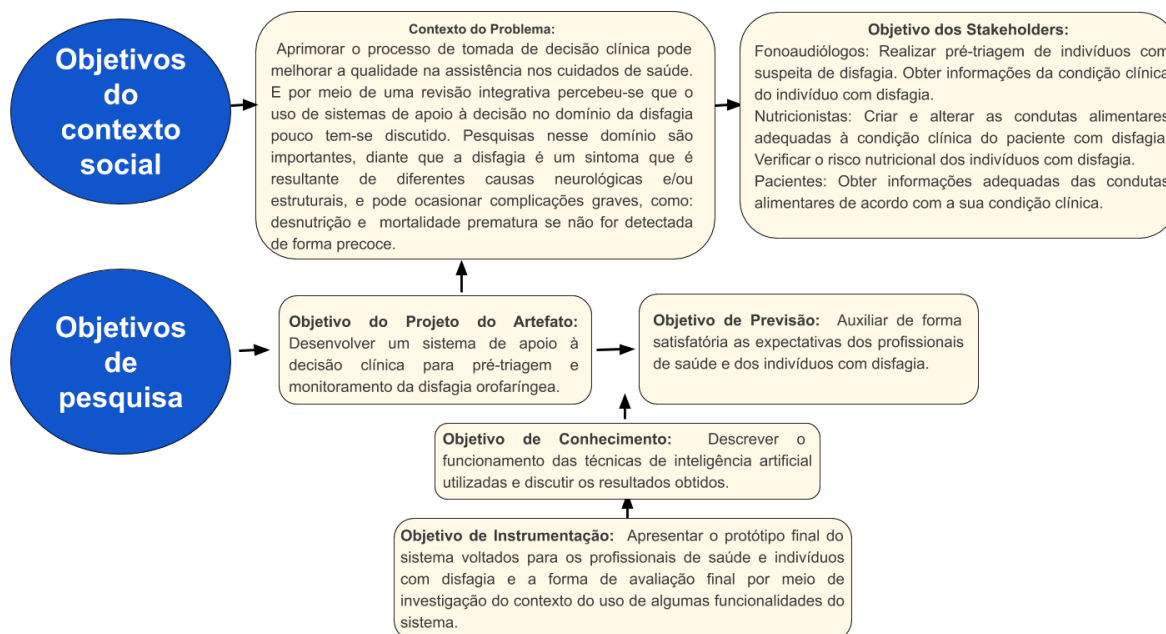 Objetivos
do
contexto
social
Contexto do Problema:
Aprimorar o processo de tomada de decisão clínica pode
melhorar a qualidade na assistência nos cuidados de saúde.
E por meio de uma revisão integrativa percebeu-se que o
uso de sistemas de apoio à decisão no domínio da disfagia
pouco tem-se discutido. Pesquisas nesse domínio são
importantes, diante que a disfagia é um sintoma que é
resultante de diferentes causas neurológicas e/ou
estruturais, e pode ocasionar complicações graves, como:
desnutrição e mortalidade prematura se não for detectada
de forma precoce.
Objetivo dos Stakeholders:
Fonoaudiólogos: Realizar pré-triagem de indivíduos com
suspeita de disfagia. Obter informações da condição clínica
do indivíduo com disfagia.
Nutricionistas: Criar e alterar as condutas alimentares
adequadas à condição clínica do paciente com disfagia.
Verificar o risco nutricional dos indivíduos com disfagia.
Pacientes: Obter informações adequadas das condutas
alimentares de acordo com a sua condição clínica.
Objetivos
de
pesquisa
Objetivo do Projeto do Artefato:
Desenvolver um sistema de apoio à
decisão clínica para pré-triagem e
monitoramento da disfagia orofaríngea.
Objetivo de Previsão: Auxiliar de forma
satisfatória as expectativas dos profissionais
de saúde e dos indivíduos com disfagia.
Objetivo de Conhecimento: Descrever o
funcionamento das técnicas de inteligência artificial
utilizadas e discutir os resultados obtidos.
Objetivo de Instrumentação: Apresentar o protótipo final do
sistema voltados para os profissionais de saúde e indivíduos
com disfagia e a forma de avaliação final por meio de
investigação do contexto do uso de algumas funcionalidades do
sistema.